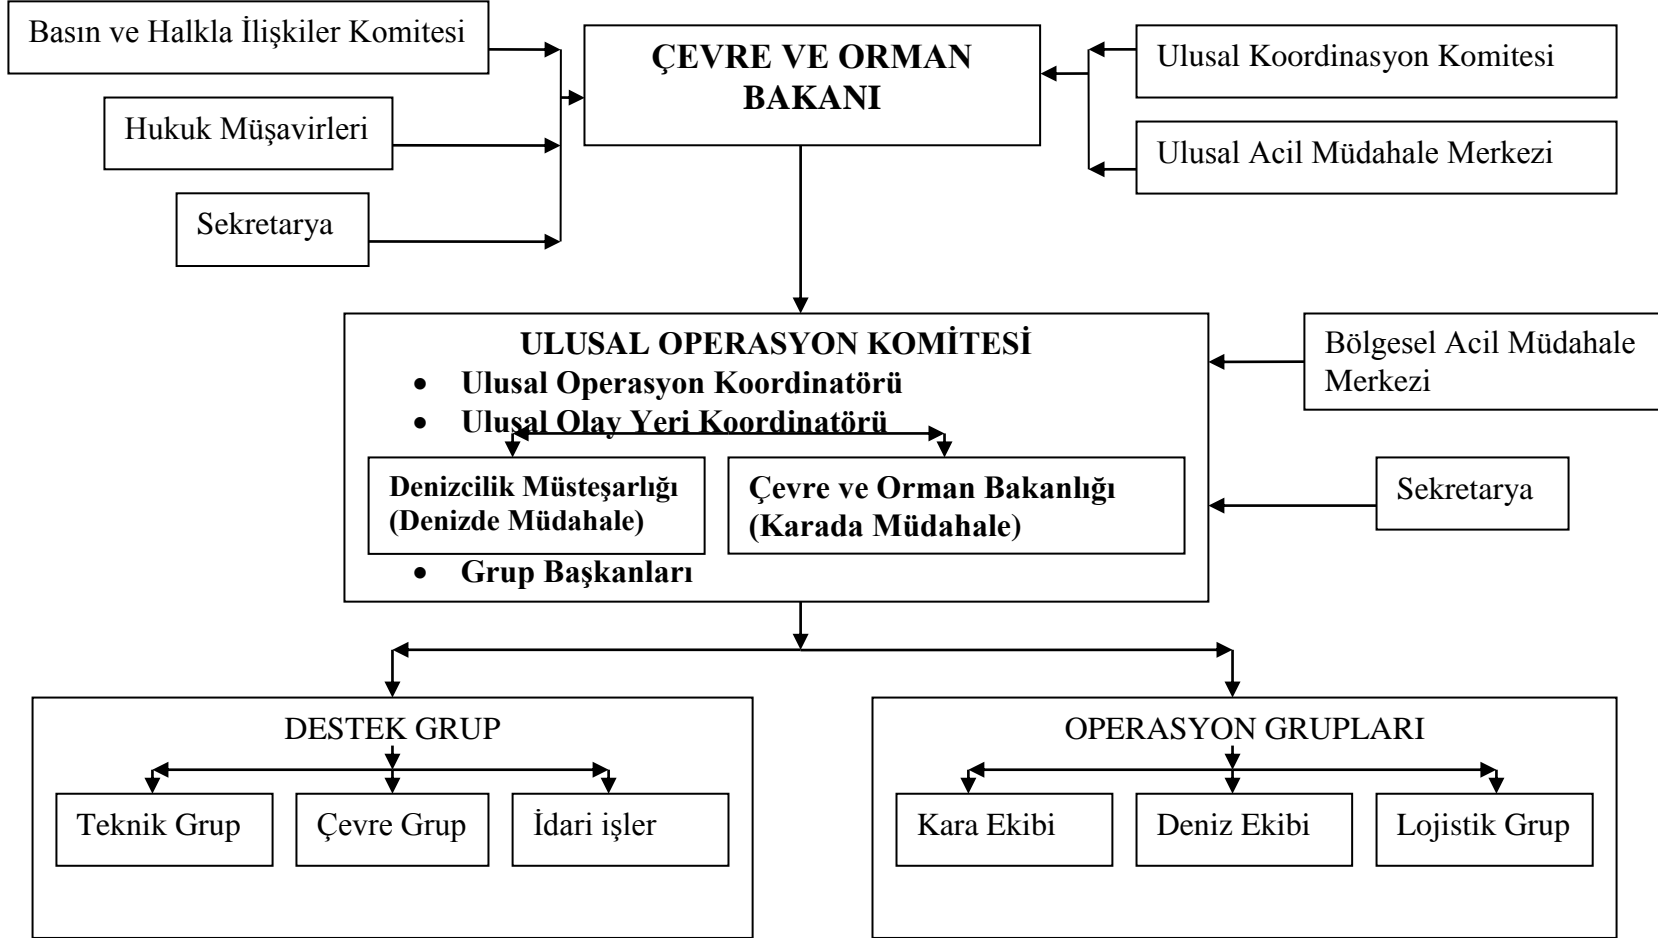 Basın ve Halkla İlişkiler Komitesi
Hukuk Müşavirleri
Sekretarya
ÇEVRE VE ORMAN
BAKANI
Ulusal Koordinasyon Komitesi
Ulusal Acil Müdahale Merkezi
ULUSAL OPERASYON KOMİTESİ
• Ulusal Operasyon Koordinatörü
• Ulusal Olay Yeri Koordinatörü
Denizcilik Müsteşarlığı
(Denizde Müdahale)
Çevre ve Orman Bakanlığı
(Karada Müdahale)
• Grup Başkanları
Bölgesel Acil Müdahale
Merkezi
Sekretarya
DESTEK GRUP
Teknik Grup
Çevre Grup
İdari işler
OPERASYON GRUPLARI
Kara Ekibi
Deniz Ekibi
Lojistik Grup